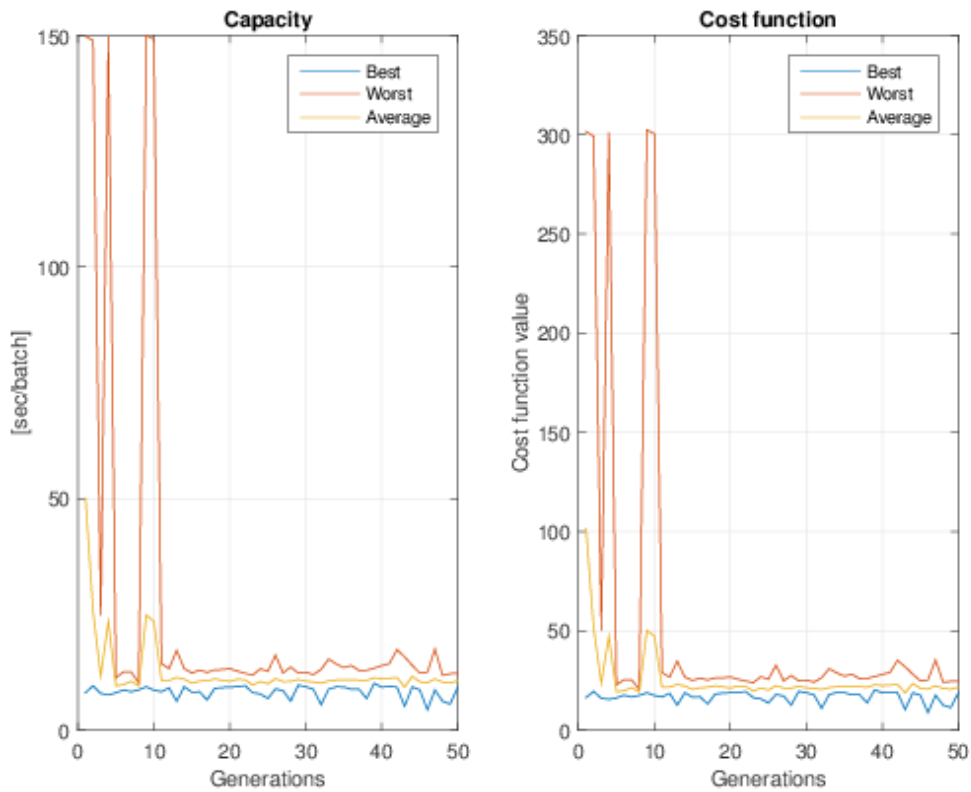 Capacity
150
100
50
0
[sec/batch]
Best
Worst
Average
0 10 20 30 40 50
Generations
Cost function
350
300
250
200
150
100
50
0
Cost function value
Best
Worst
Average
0 10 20 30 40 50
Generations